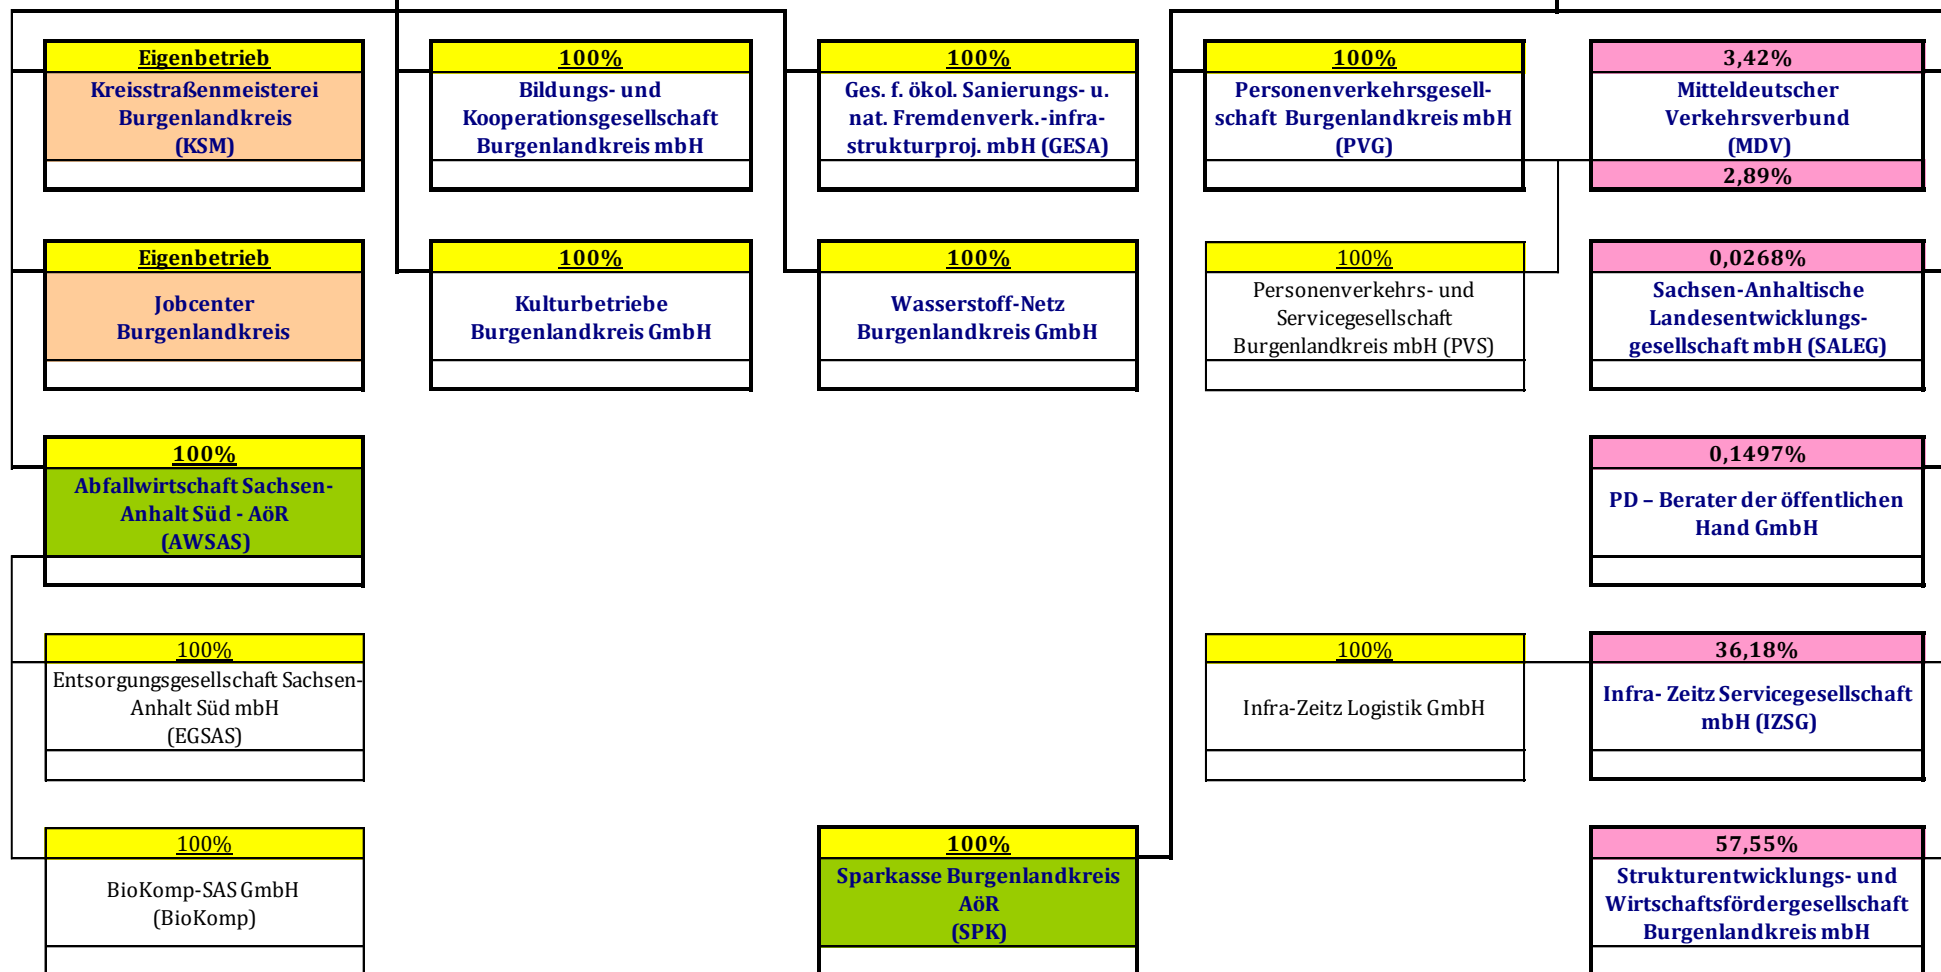 Eigenbetrieb
Kreisstraßenmeisterei
Burgenlandkreis
(KSM)
100%
Bildungs- und
Kooperationsgesellschaft
Burgenlandkreis mbH
100%
Ges. f. ökol. Sanierungs- u.
nat. Fremdenverk.-infra-
strukturproj. mbH (GESA)
100%
Personenverkehrsgesell-
schaft Burgenlandkreis mbH
(PVG)
3,42%
Mitteldeutscher
Verkehrsverbund
(MDV)
2,89%
Eigenbetrieb
Jobcenter
Burgenlandkreis
100%
Kulturbetriebe
Burgenlandkreis GmbH
100%
Wasserstoff-Netz
Burgenlandkreis GmbH
100%
Personenverkehrs- und
Servicegesellschaft
Burgenlandkreis mbH (PVS)
0,0268%
Sachsen-Anhaltische
Landesentwicklungs-
gesellschaft mbH (SALEG)
100%
Abfallwirtschaft Sachsen-
Anhalt Süd - AöR
(AWSAS)
0,1497%
PD – Berater der öffentlichen
Hand GmbH
100%
Entsorgungsgesellschaft Sachsen-
Anhalt Süd mbH
(EGSAS)
100%
Infra-Zeitz Logistik GmbH
36,18%
Infra- Zeitz Servicegesellschaft
mbH (IZSG)
100%
BioKomp-SAS GmbH
(BioKomp)
100%
Sparkasse Burgenlandkreis
AöR
(SPK)
57,55%
Strukturentwicklungs- und
Wirtschaftsfördergesellschaft
Burgenlandkreis mbH